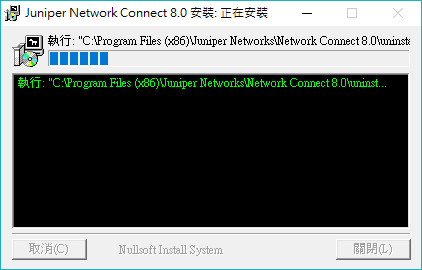 Juniper Network Connect 8.0 安裝: 正在安裝
執行: "C:\Program Files (x86)\Juniper Networks\Network Connect 8.0\uninsta
執行: "C:\Program Files (x86)\Juniper Networks\Network Connect 8.0\uninst...
取消(C)
Nullsoft Install System
關閉(L)